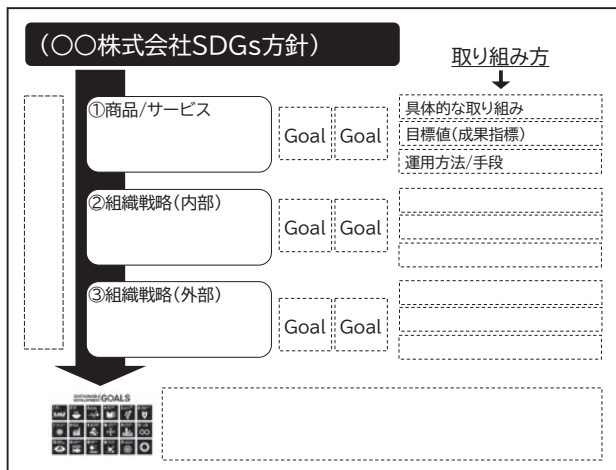 (〇〇株式会社SDGs方針)
取り組み方
①商品/サービス
Goal Goal
具体的な取り組み
目標値(成果指標)
運用方法/手段
②組織戦略(内部)
Goal Goal
③組織戦略(外部)
Goal Goal
SUSTAINABLE
DEVELOPMENT GOALS